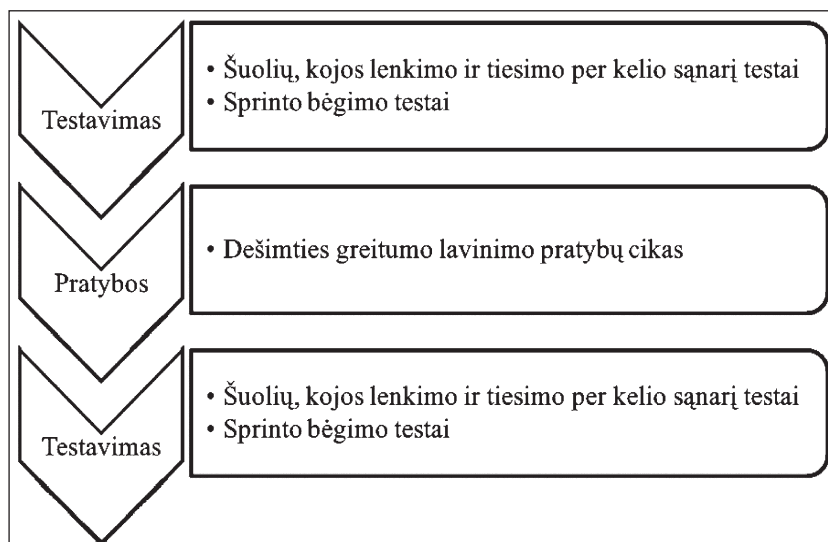 Testavimas
• Šuolių, kojos lenkimo ir tiesimo per kelio sąnarį testai
• Sprinto bėgimo testai
Pratybos
• Dešimties greitumo lavinimo pratybų cikas
Testavimas
• Šuolių, kojos lenkimo ir tiesimo per kelio sąnarį testai
• Sprinto bėgimo testai